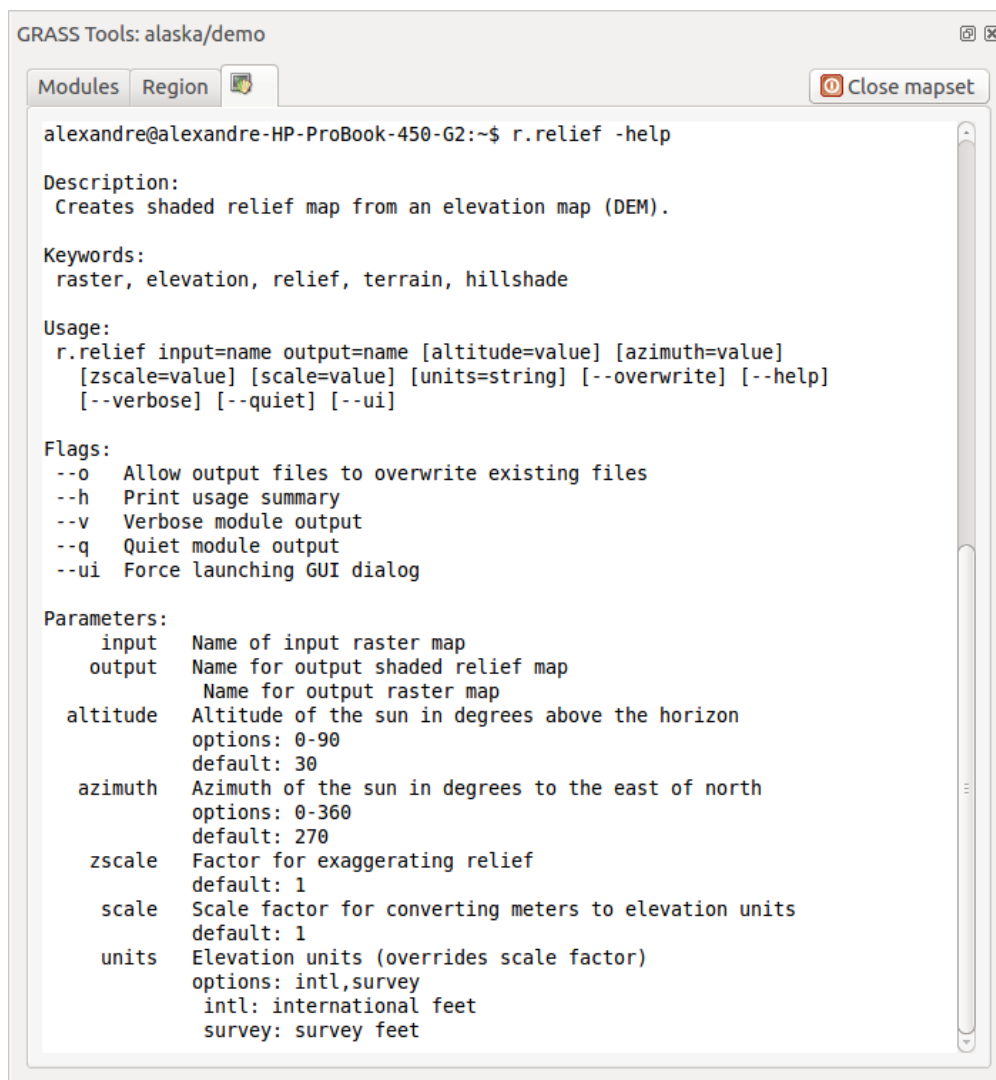 GRASS Tools: alaska/demo
Modules Region Close mapset
alexandre@alexandre-HP-ProBook-450-G2:~$ r.relief -help
Description:
Creates shaded relief map from an elevation map (DEM).
Keywords:
raster, elevation, relief, terrain, hillshade
Usage:
r.relief input=name output=name [altitude=value] [azimuth=value]
[zscale=value] [scale=value] [units=string] [--overwrite] [--help]
[--verbose] [--quiet] [--ui]
Flags:
--o Allow output files to overwrite existing files
--h Print usage summary
--v Verbose module output
--q Quiet module output
--ui Force launching GUI dialog
Parameters:
input Name of input raster map
output Name for output shaded relief map
Name for output raster map
altitude Altitude of the sun in degrees above the horizon
options: 0-90
default: 30
azimuth Azimuth of the sun in degrees to the east of north
options: 0-360
default: 270
zscale Factor for exaggerating relief
default: 1
scale Scale factor for converting meters to elevation units
default: 1
units Elevation units (overrides scale factor)
options: intl,survey
intl: international feet
survey: survey feet